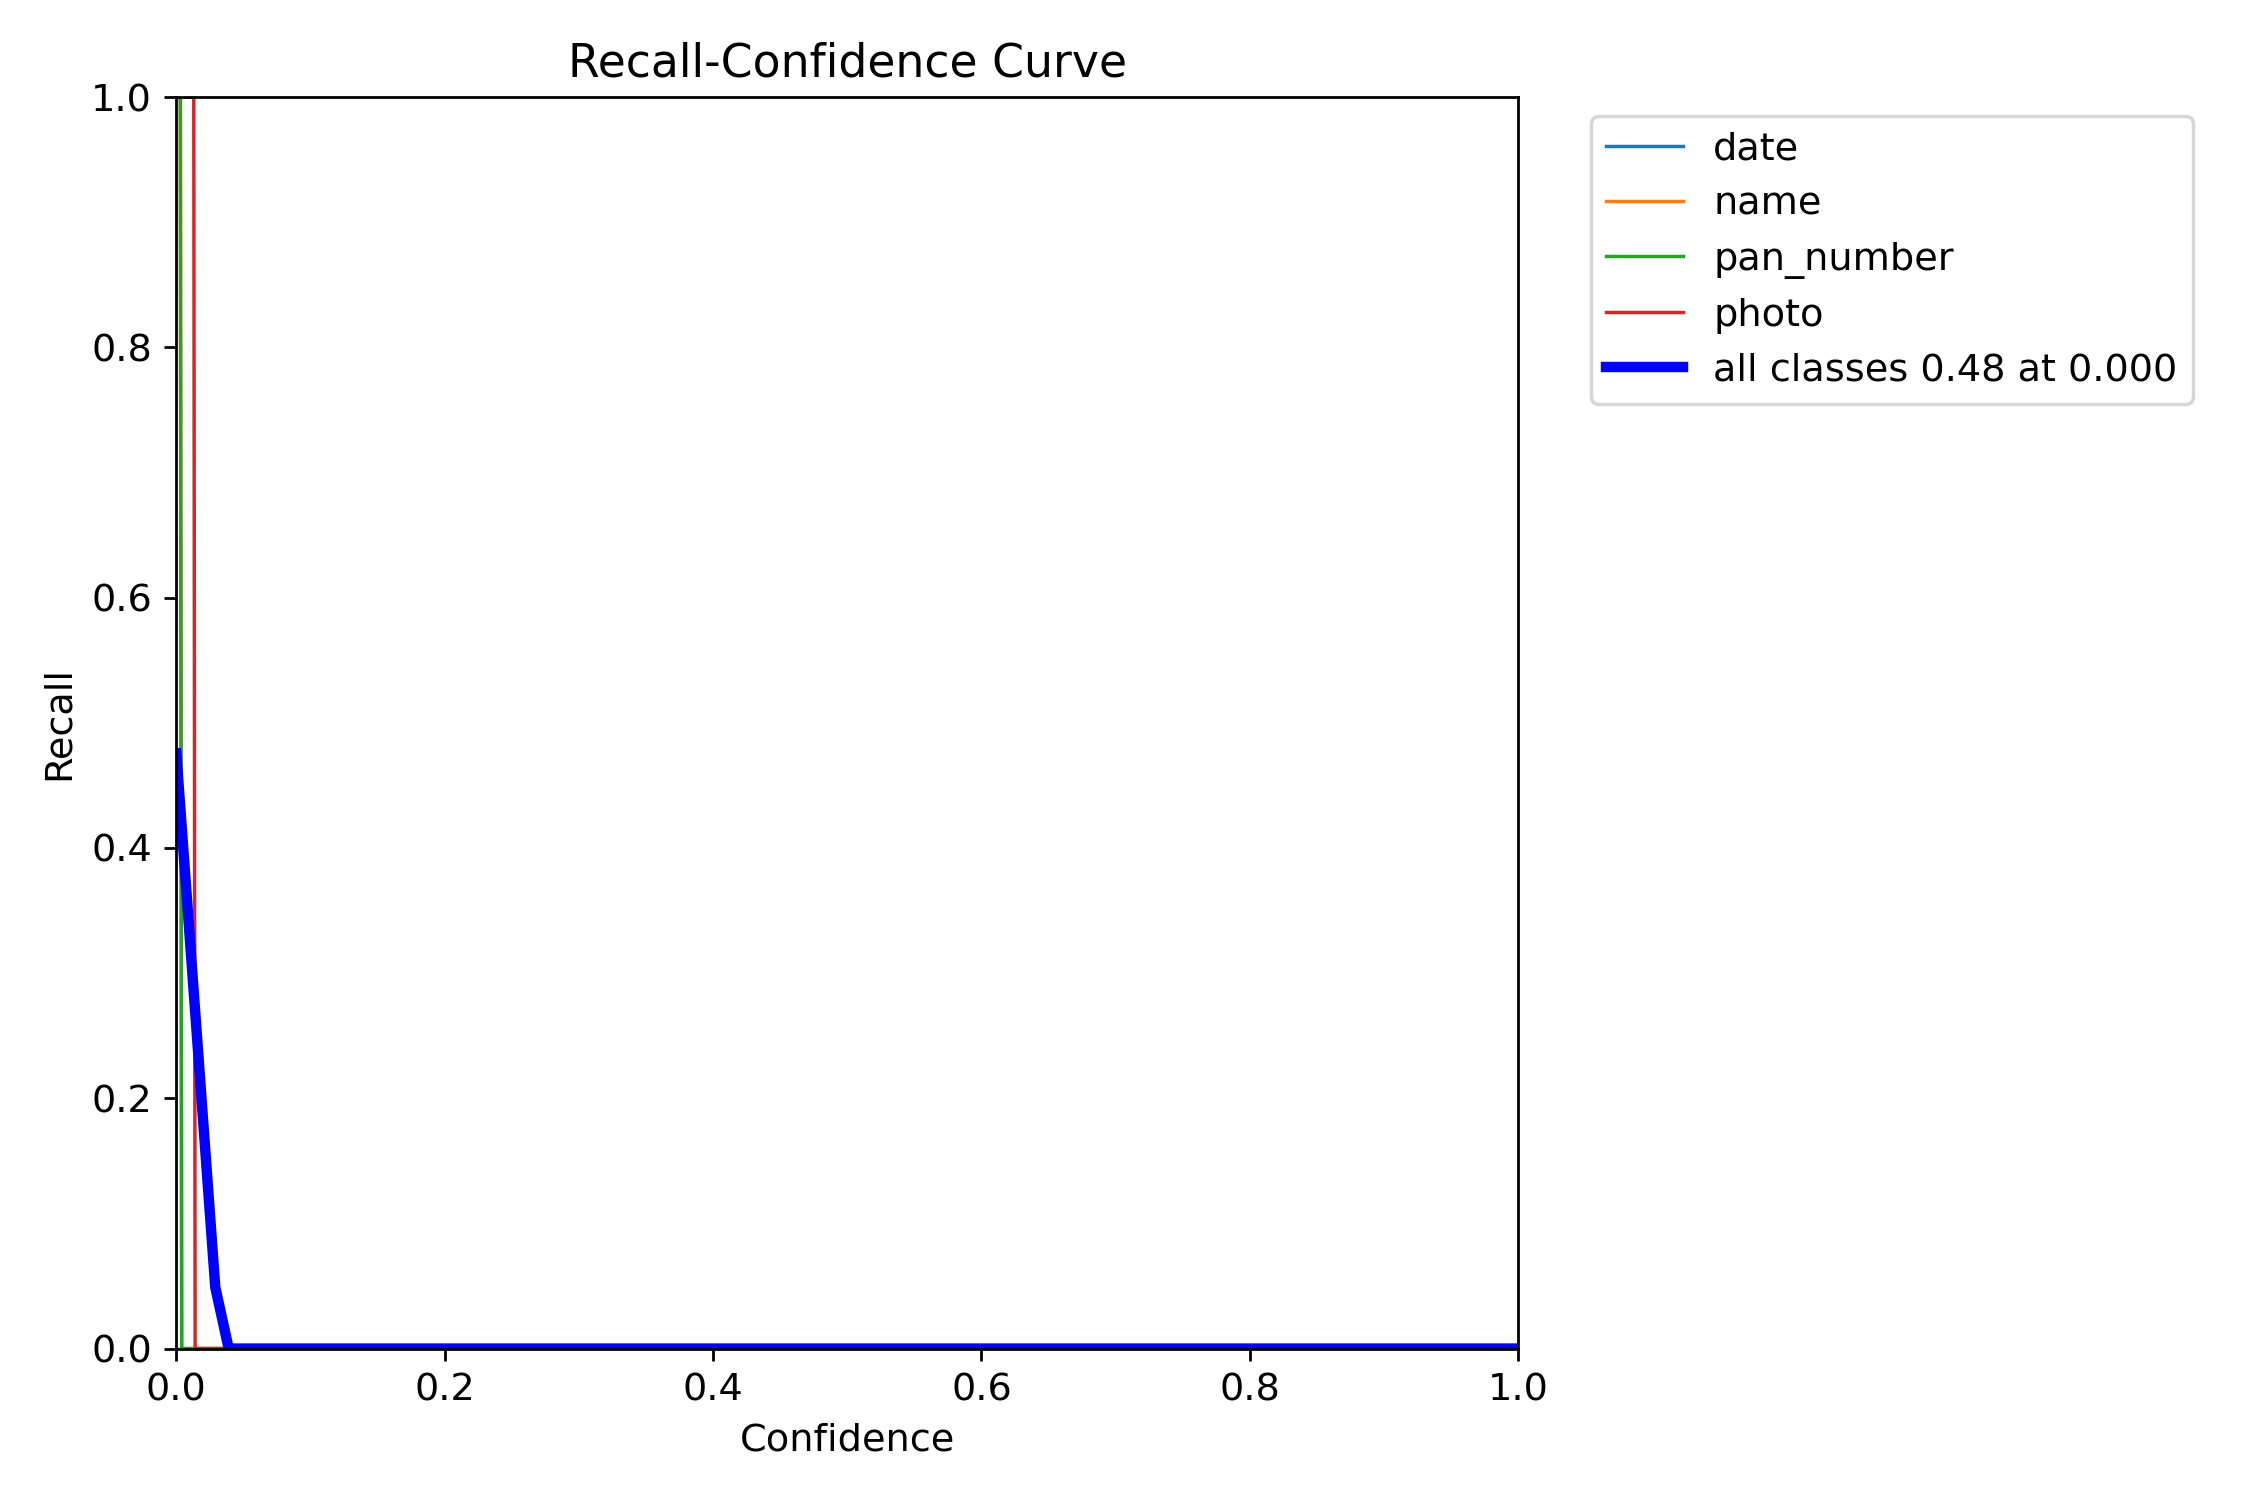 Recall-Confidence Curve
1.0
0.8
0.6
0.4
0.2
0.0
Recall
0.0 0.2 0.4 0.6 0.8 1.0
Confidence
date
name
pan_number
photo
all classes 0.48 at 0.000